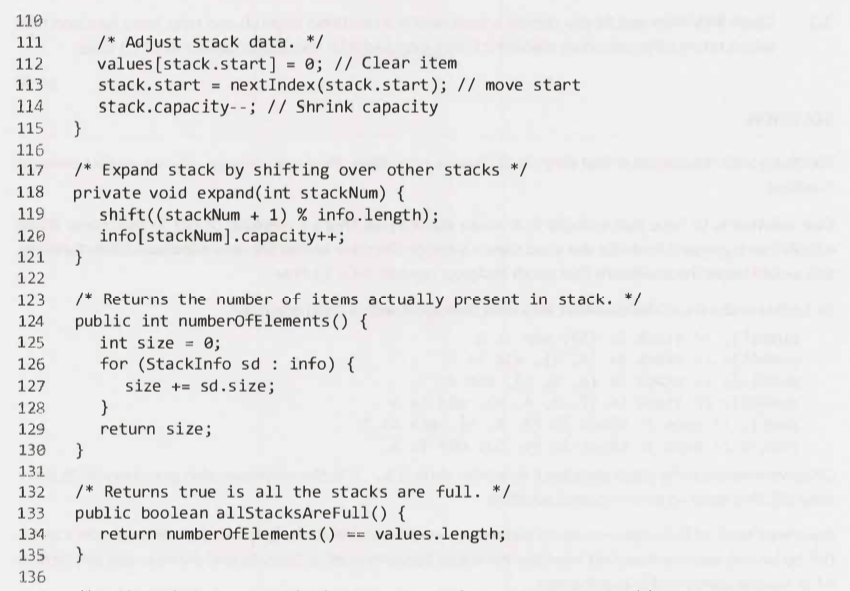 110
111 /* Adjust stack data. */
112 values[stack.start] = 0; // Clear item
113 stack.start = nextIndex(stack.start); // move start
114 stack.capacity--; // Shrink capacity
115 }
116
117 /* Expand stack by shifting over other stacks */
118 private void expand(int stackNum) {
119 shift((stackNum + 1) % info.length);
120 info[stackNum].capacity++;
121 }
122
123 /* Returns the number of items actually present in stack. */
124 public int numberOfElements() {
125 int size = 0;
126 for (StackInfo sd : info) {
127 size += sd.size;
128 }
129 return size;
130 }
131
132 /* Returns true is all the stacks are full. */
133 public boolean allStacksAreFull() {
134 return numberOfElements() == values.length;
135 }
136